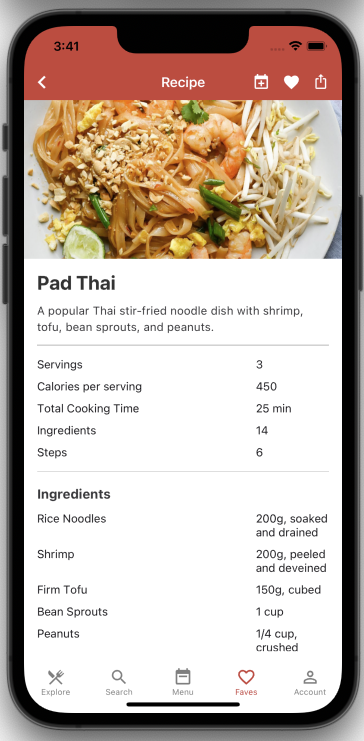 3:41
Recipe
Pad Thai
A popular Thai stir-fried noodle dish with shrimp,
tofu, bean sprouts, and peanuts.
Servings 3
Calories per serving 450
Total Cooking Time 25 min
Ingredients 14
Steps 6
Ingredients
Rice Noodles 200g, soaked
and drained
Shrimp 200g, peeled
and deveined
Firm Tofu 150g, cubed
Bean Sprouts 1 cup
Peanuts 1/4 cup,
crushed
Explore Search Menu Faves Account